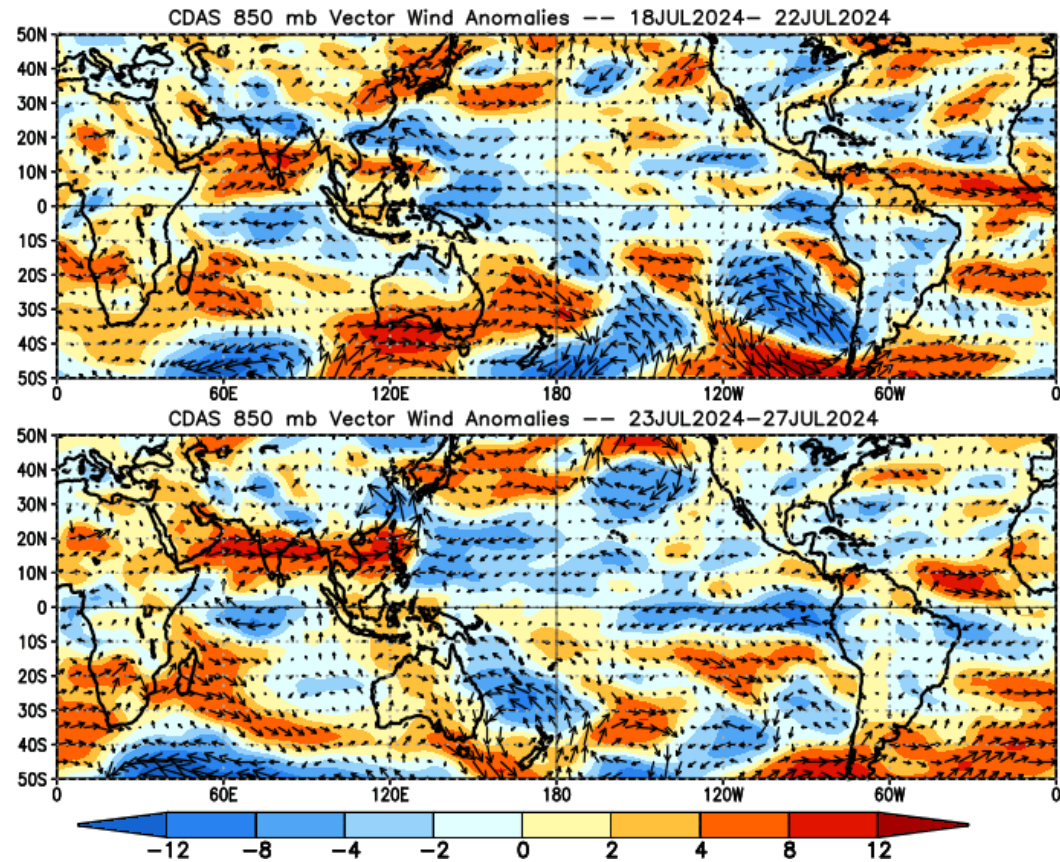 CDAS 850 mb Vector Wind Anomalies -- 18JUL2024- 22JUL2024
50N
40N
30N
20N
10N
0
10S
20S
30S
40S
50S
0 60E 120E 180 120W 60W 0
CDAS 850 mb Vector Wind Anomalies -- 23JUL2024-27JUL2024
50N
40N
30N
20N
10N
0
10S
20S
30S
40S
50S
0 60E 120E 180 120W 60W 0
-12 -8 -4 -2 0 2 4 8 12